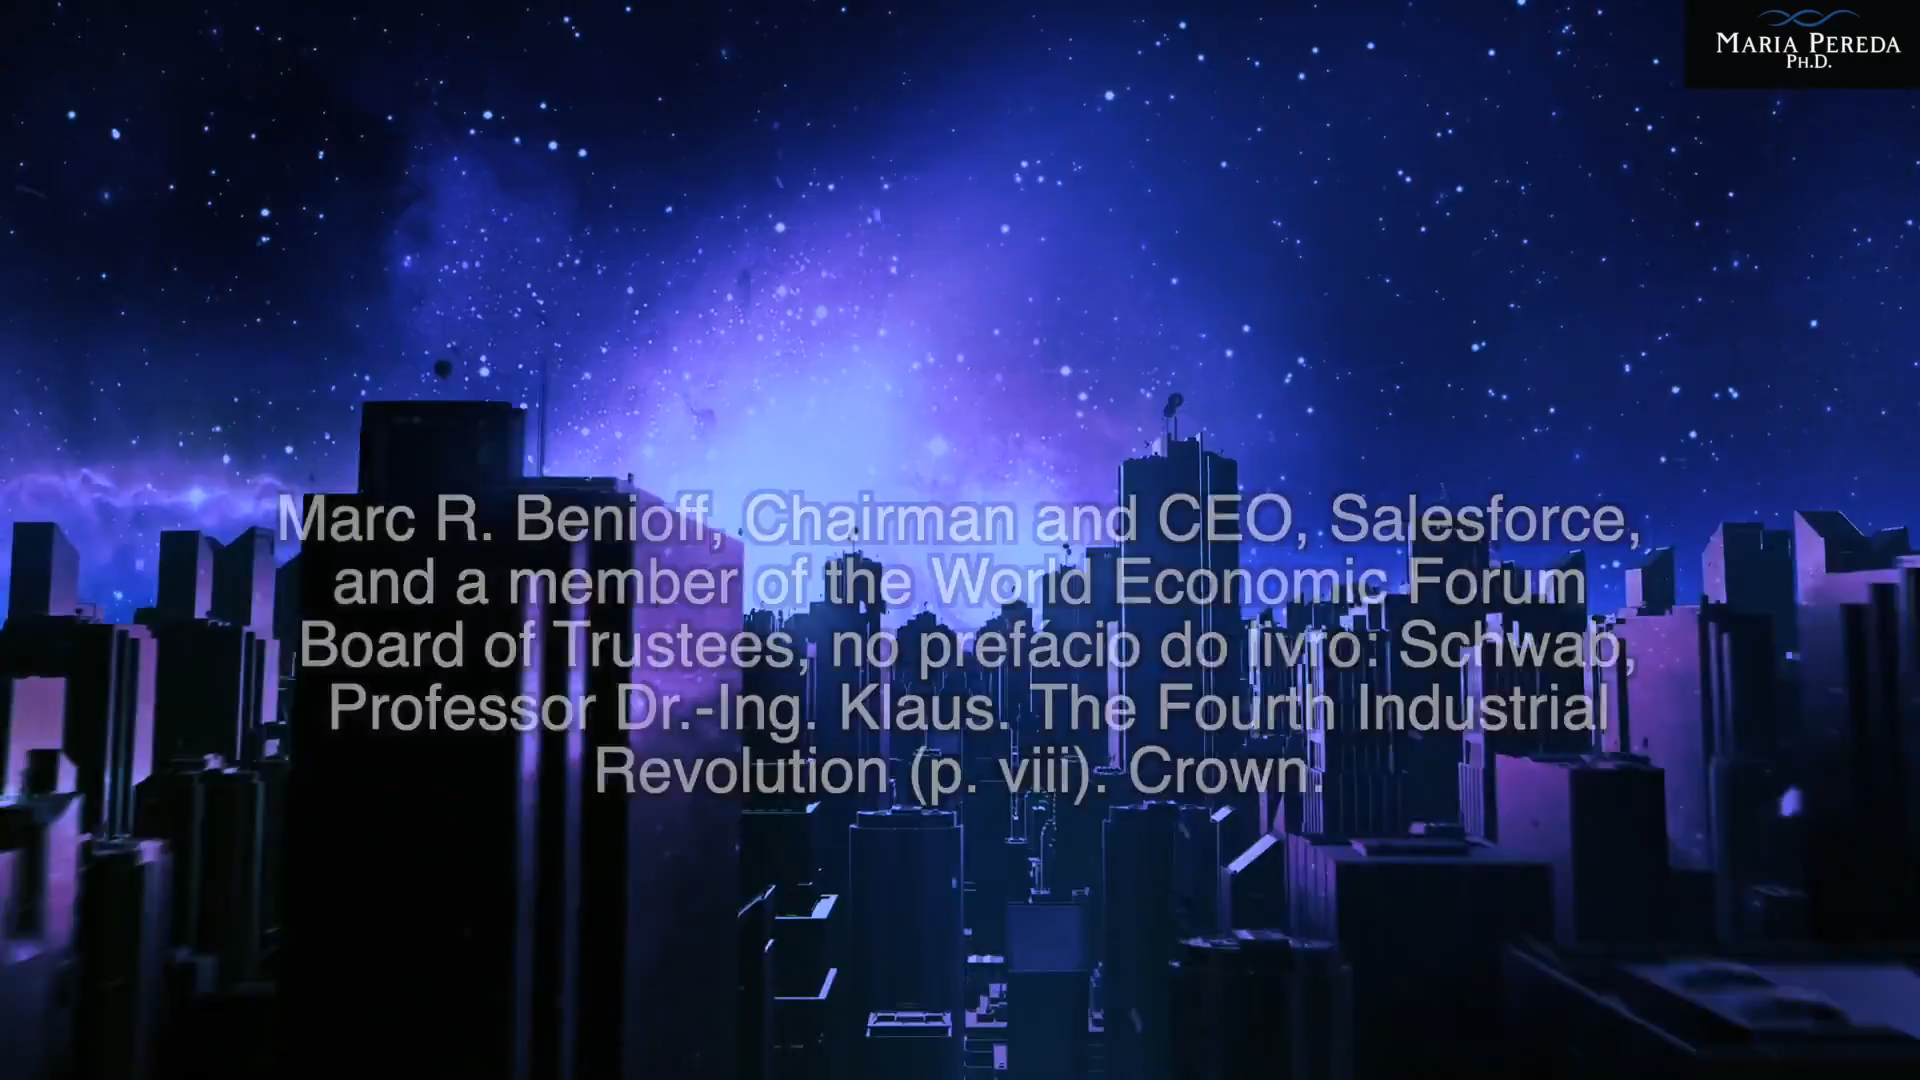 MARIA PEREDA
PH.D.
Marc R. Benioff, Chairman and CEO, Salesforce,
and a member of the World Economic Forum
Board of Trustees, no prefácio do livro: Schwab,
Professor Dr.-Ing. Klaus. The Fourth Industrial
Revolution (p. viii). Crown.